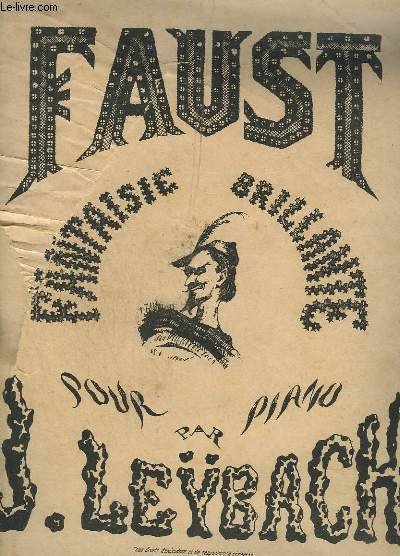 Le-livre.com
FAUST
FANTAISIE BRILLANTE
POUR PIANO
PAR
J. LEŸBACH